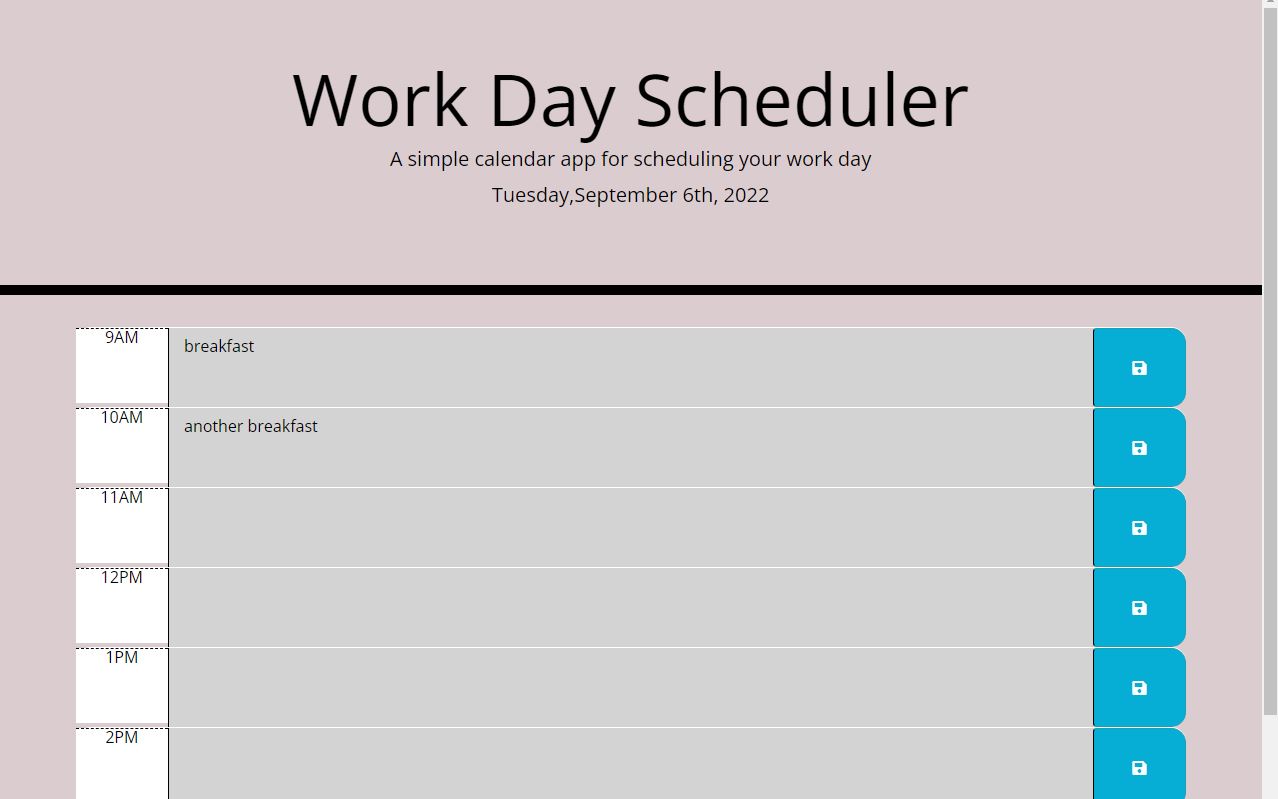 Work Day Scheduler
A simple calendar app for scheduling your work day
Tuesday,September 6th, 2022
9AM
breakfast
10AM
another breakfast
11AM
12PM
1PM
2PM